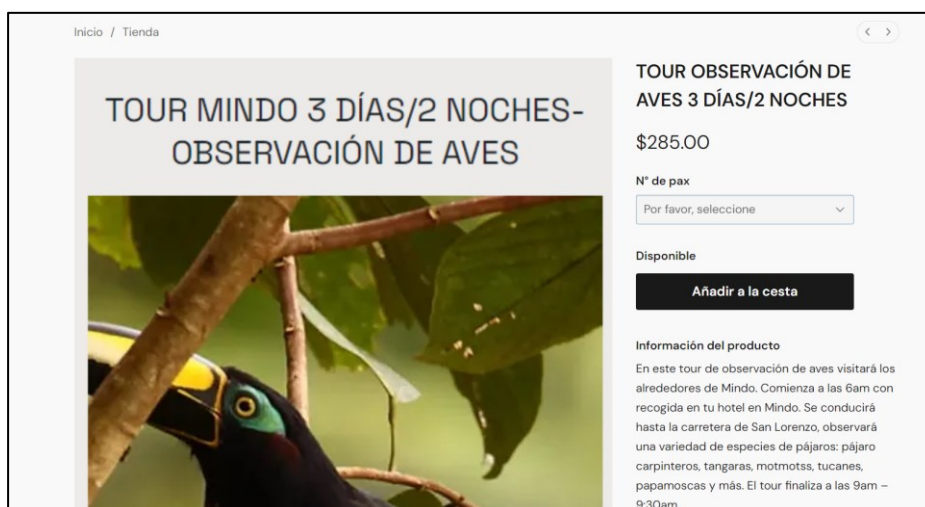 Inicio / Tienda
TOUR MINDO 3 DÍAS/2 NOCHES-
OBSERVACIÓN DE AVES
TOUR OBSERVACIÓN DE
AVES 3 DÍAS/2 NOCHES
$285.00
N° de pax
Por favor, seleccione
Disponible
Añadir a la cesta
Información del producto
En este tour de observación de aves visitará los
alrededores de Mindo. Comienza a las 6am con
recogida en tu hotel en Mindo. Se conducirá
hasta la carretera de San Lorenzo, observará
una variedad de especies de pájaros: pájaro
carpinteros, tangaras, motmotss, tucanes,
papamoscas y más. El tour finaliza a las 9am –
9:30am